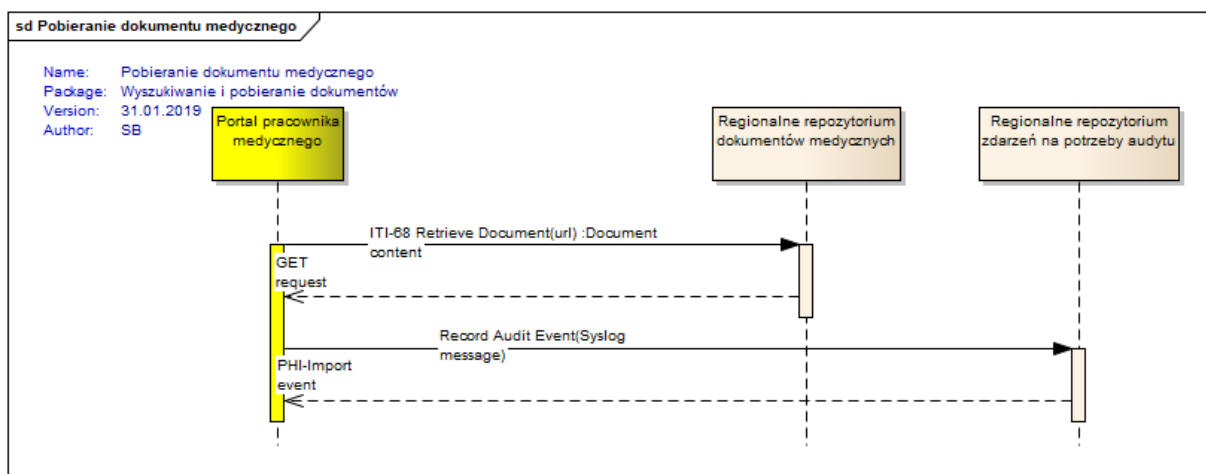 sd Pobieranie dokumentu medycznego
Name: Pobieranie dokumentu medycznego
Package: Wyszukiwanie i pobieranie dokumentów
Version: 31.01.2019
Author: SB
Portal pracownika
medycznego
Regionalne repozytorium
dokumentów medycznych
Regionalne repozytorium
zdarzeń na potrzeby audytu
ITI-68 Retrieve Document(url) :Document
content
GET
request
Record Audit Event(Syslog
message)
PHI-Import
event